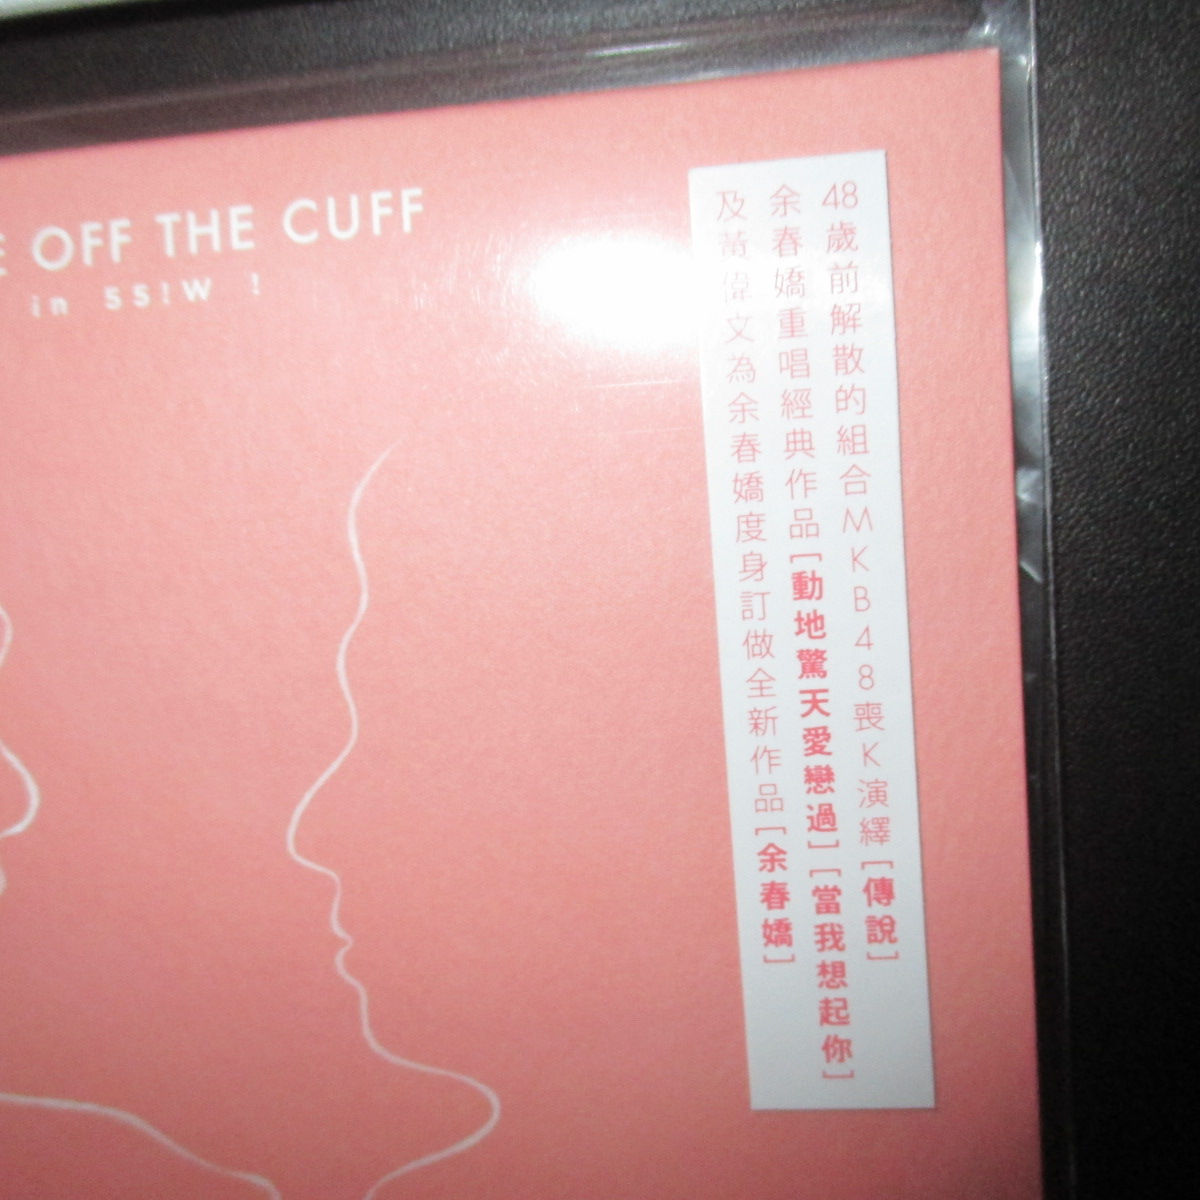 E OFF THE CUFF
in 55!W !
48歲前解散的組合MKB48喪K演繹[傳說]
余春嬌重唱經典作品[動地驚天愛戀過][當我想起你]
及黃偉文為余春嬌度身訂做全新作品[余春嬌]